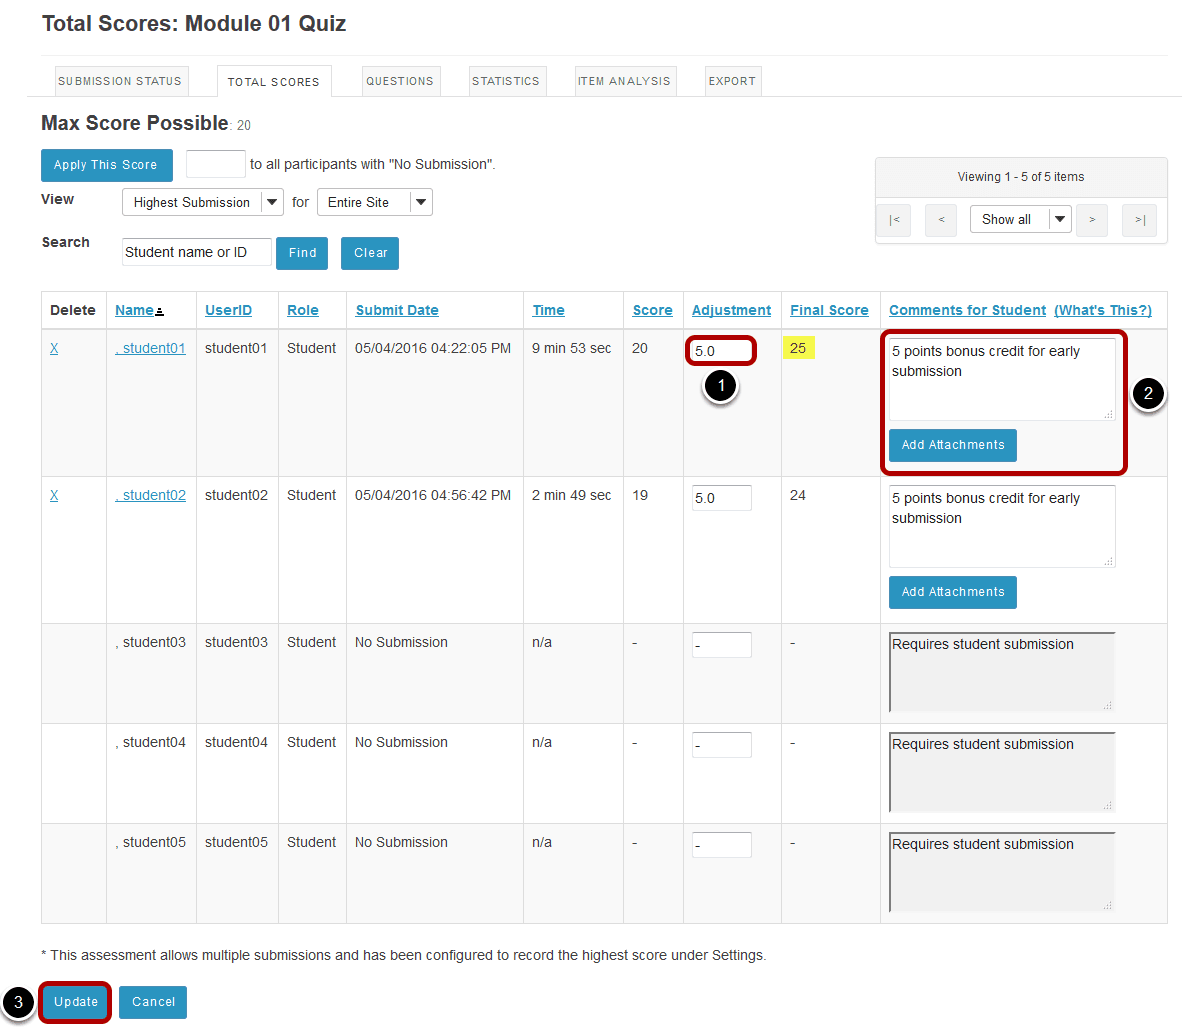 Total Scores: Module 01 Quiz
SUBMISSION STATUS TOTAL SCORES QUESTIONS STATISTICS ITEM ANALYSIS EXPORT
Max Score Possible: 20
Apply This Score to all participants with "No Submission".
Viewing 1 - 5 of 5 items
View Highest Submission for Entire Site
|< < Show all > >|
Search Student name or ID Find Clear
Delete Name UserID Role Submit Date Time Score Adjustment Final Score Comments for Student (What's This?)
X , student01 student01 Student 05/04/2016 04:22:05 PM 9 min 53 sec 20 5.0 25 5 points bonus credit for early
submission
1
2
Add Attachments
X , student02 student02 Student 05/04/2016 04:56:42 PM 2 min 49 sec 19 5.0 24 5 points bonus credit for early
submission
Add Attachments
, student03 student03 Student No Submission n/a - - - Requires student submission
, student04 student04 Student No Submission n/a - - - Requires student submission
, student05 student05 Student No Submission n/a - - - Requires student submission
* This assessment allows multiple submissions and has been configured to record the highest score under Settings.
3 Update Cancel